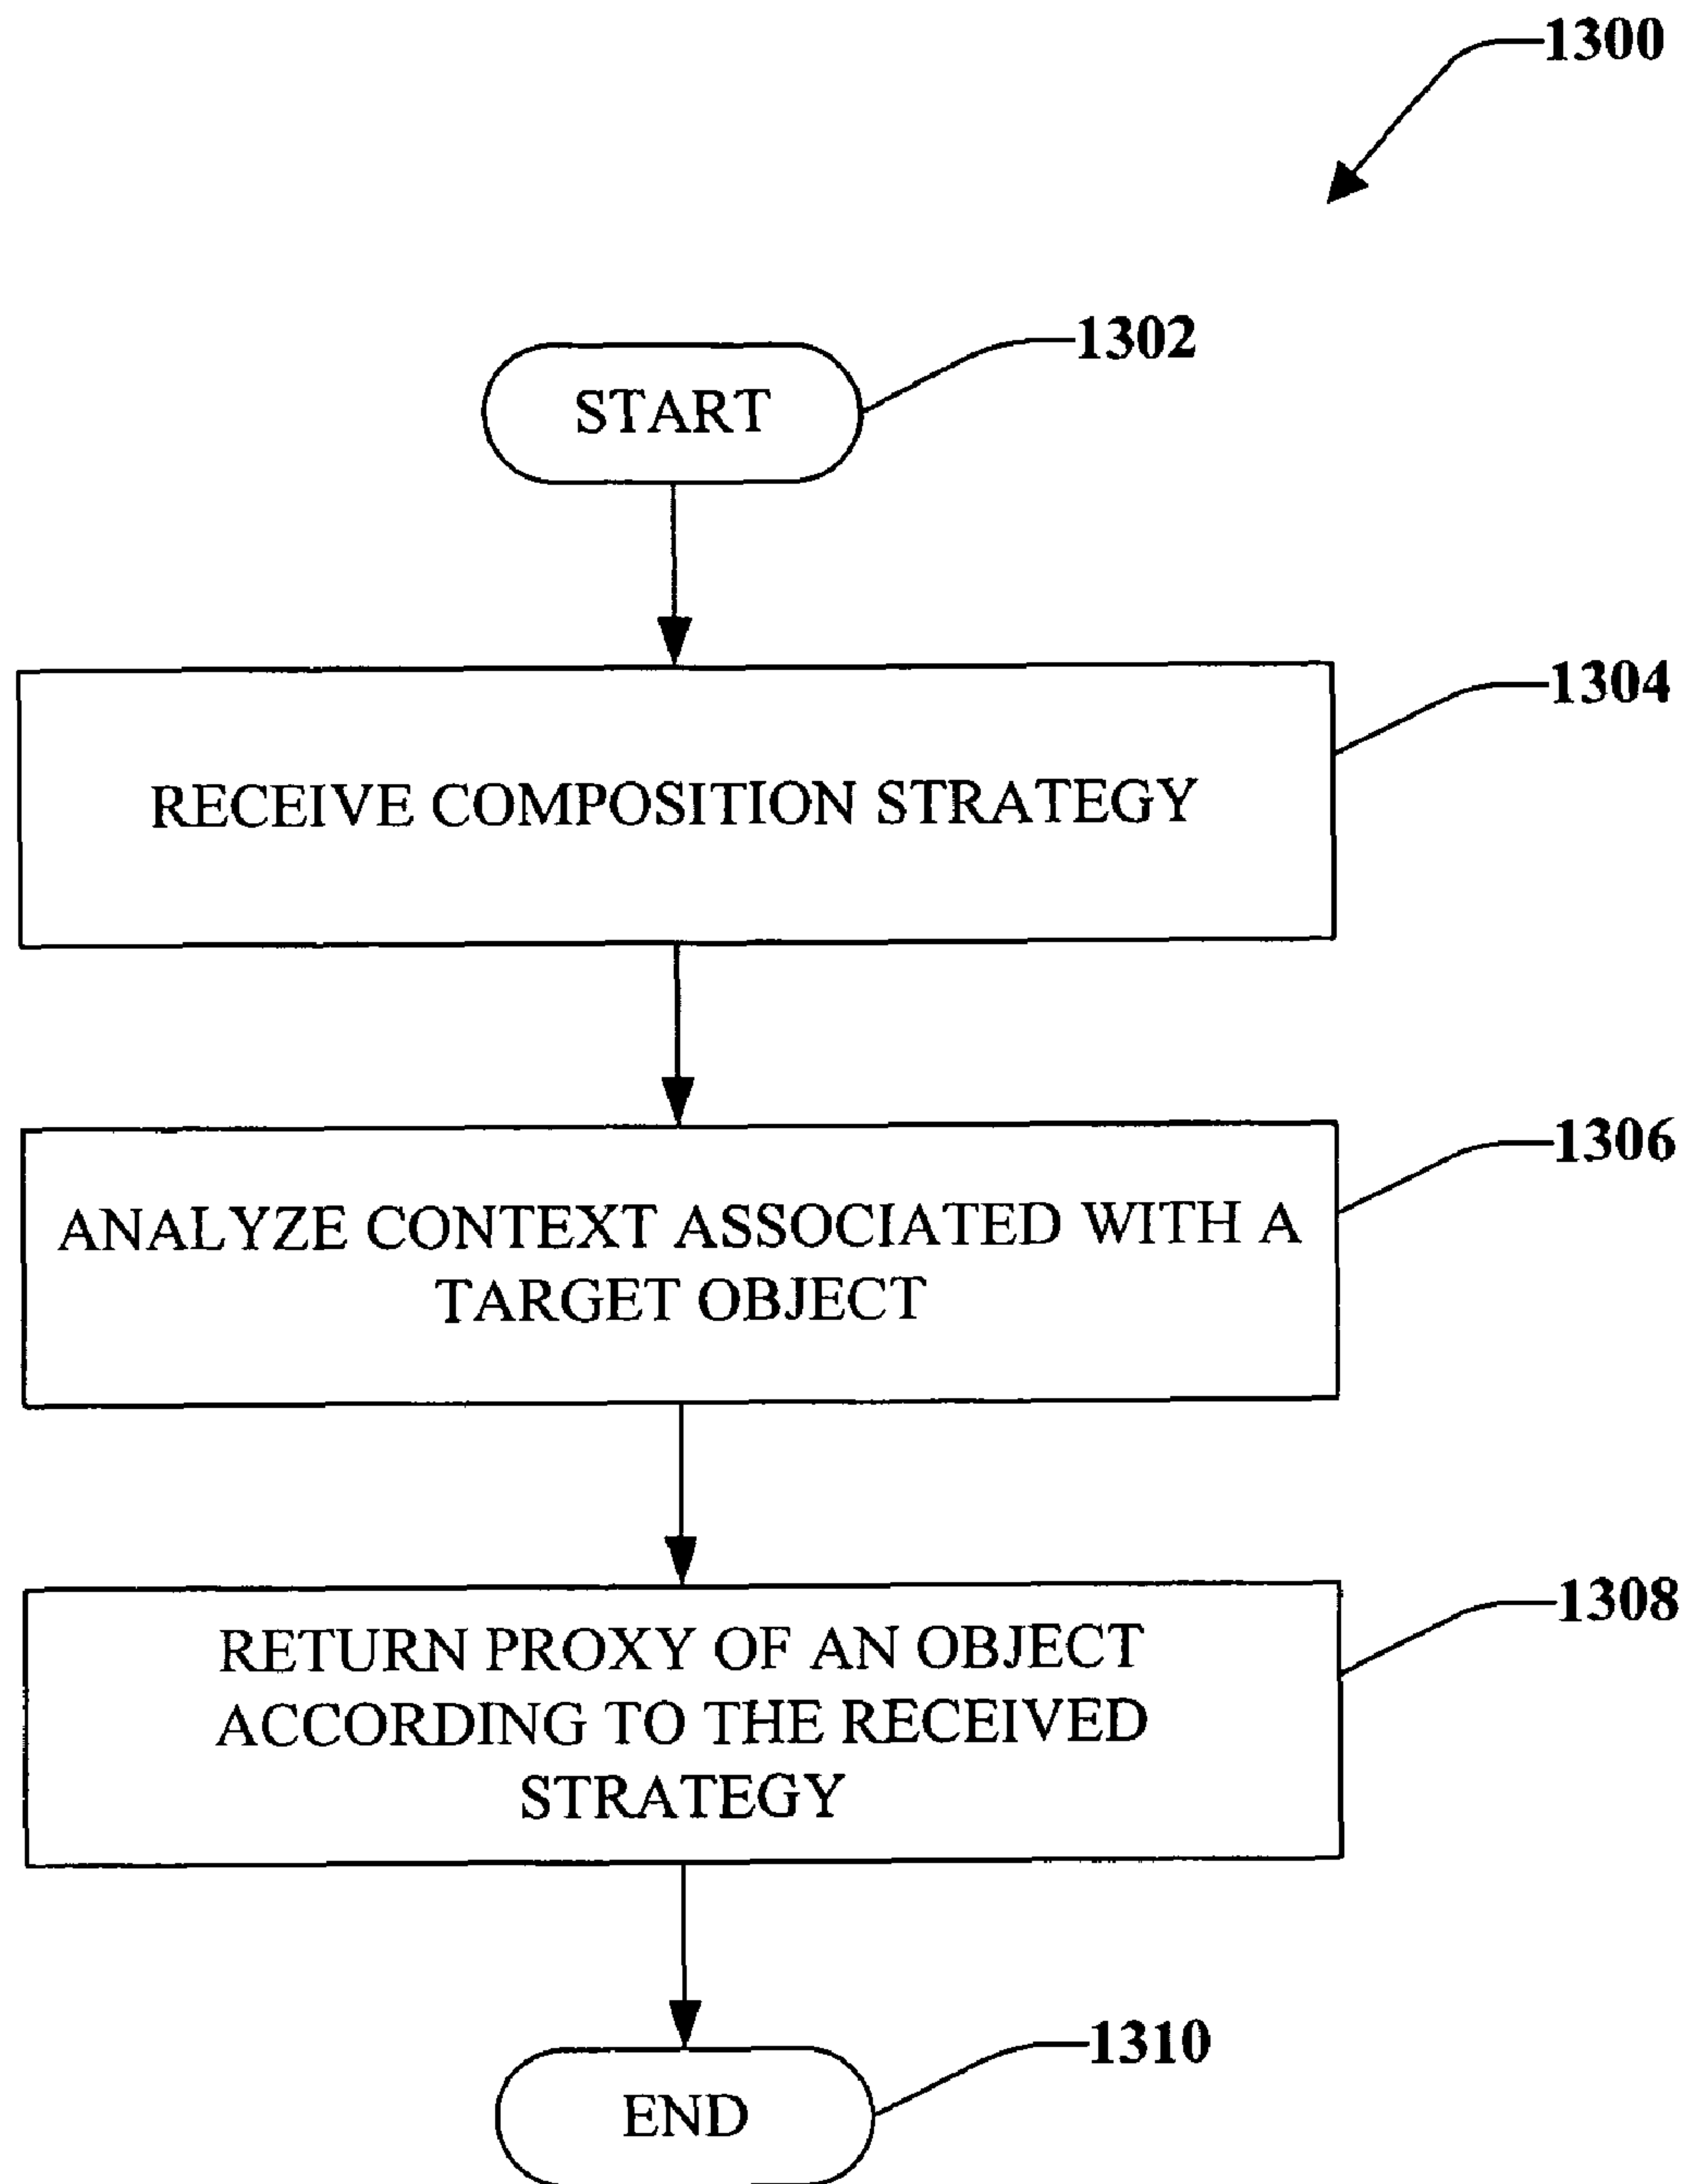 1300
1302
START
1304
RECEIVE COMPOSITION STRATEGY
1306
ANALYZE CONTEXT ASSOCIATED WITH A
TARGET OBJECT
1308
RETURN PROXY OF AN OBJECT
ACCORDING TO THE RECEIVED
STRATEGY
1310
END